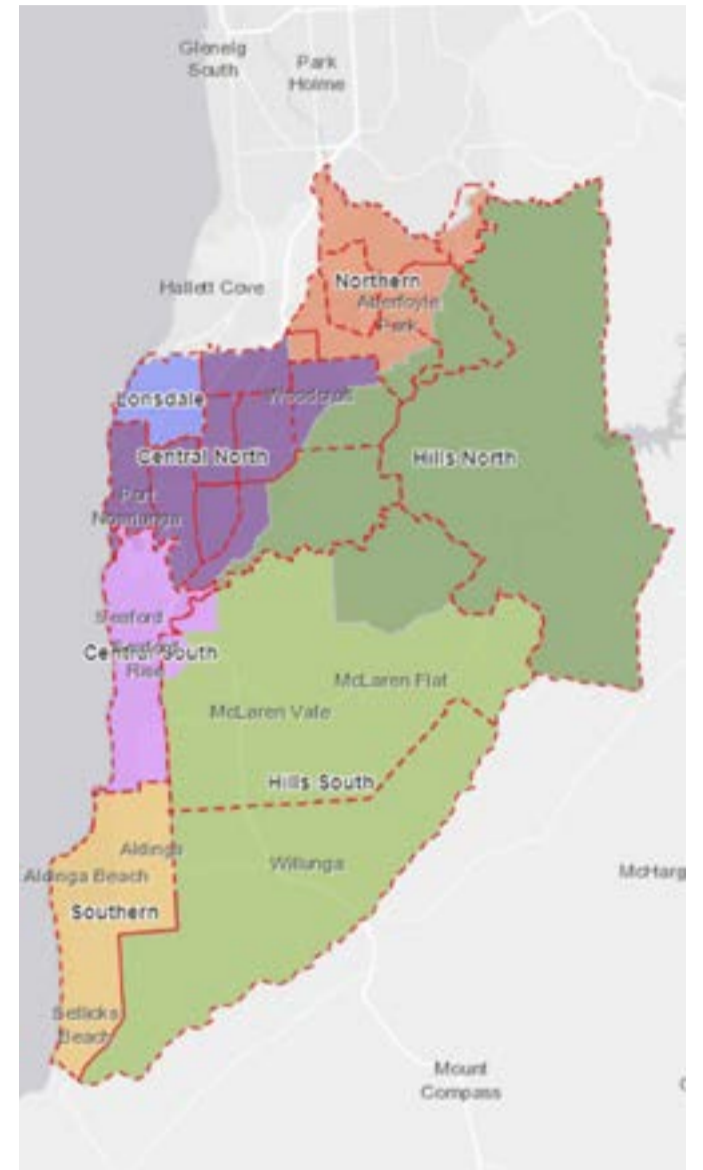 Glenelg
South
Park
Holme
Northern
Aberfoyle
Park
Hallett Cove
Woodcroft
Lonsdale
Central North
Hills North
Port
Noarlunga
Seaford
Central South
Seaford
Rise
McLaren Flat
McLaren Vale
Hills South
Aldinga
Willunga
Aldinga Beach
McHarg
Southern
Sellicks
Beach
Mount
Compass